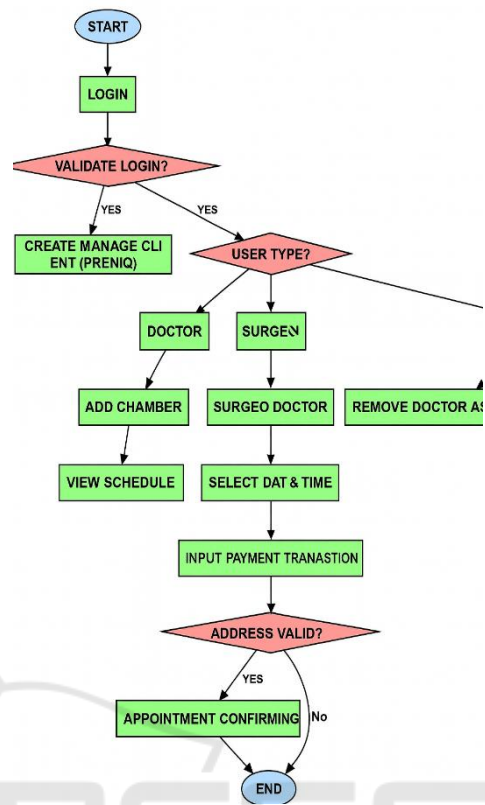 START
LOGIN
VALIDATE LOGIN?
YES
YES
CREATE MANAGE CLI
ENT (PRENIQ)
USER TYPE?
DOCTOR
SURGEN
ADD CHAMBER
SURGEO DOCTOR
REMOVE DOCTOR AS
VIEW SCHEDULE
SELECT DAT & TIME
INPUT PAYMENT TRANASTION
ADDRESS VALID?
YES
APPOINTMENT CONFIRMING
No
END